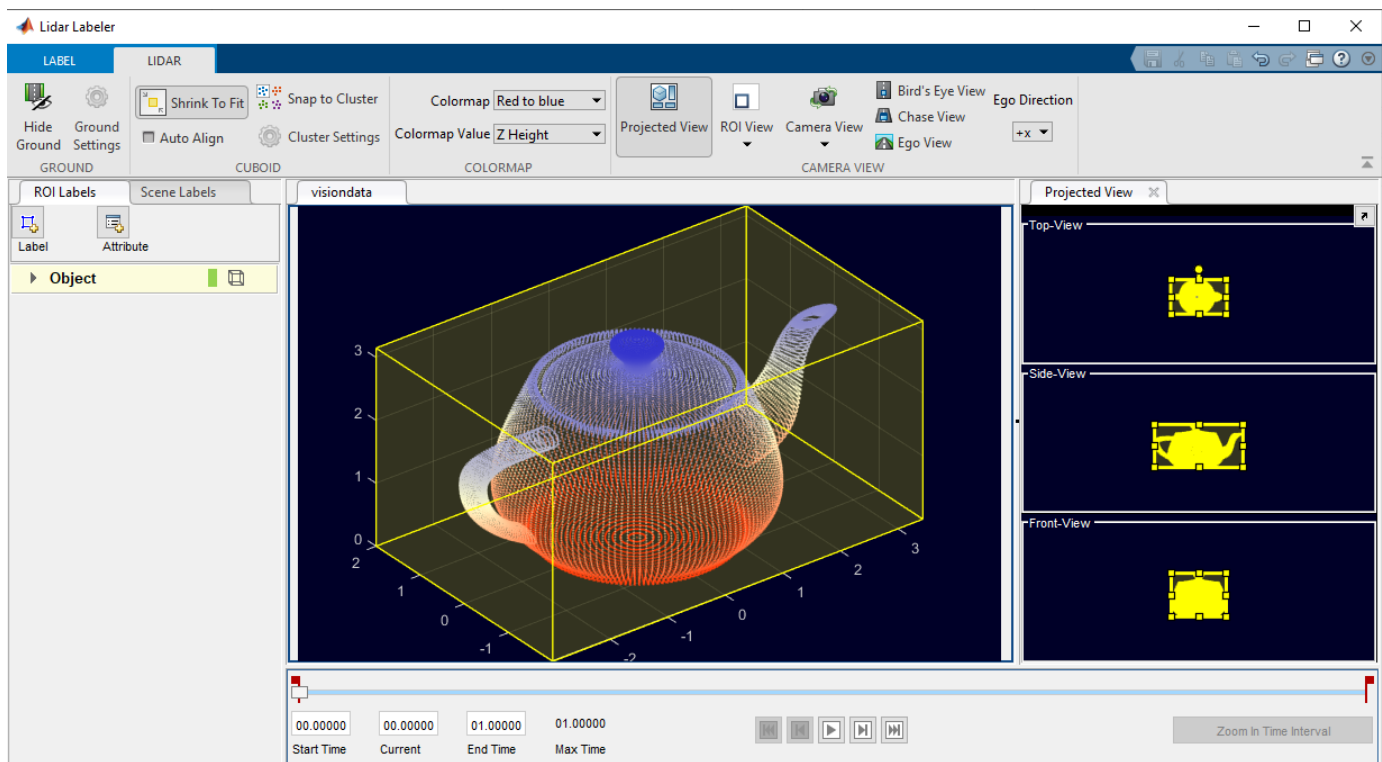 Lidar Labeler
LABEL
LIDAR
Hide Ground
Ground Settings
GROUND
Shrink To Fit
Auto Align
Snap to Cluster
Cluster Settings
CUBOID
Colormap Red to blue
Colormap Value Z Height
COLORMAP
Projected View
ROI View
Camera View
Bird's Eye View
Chase View
Ego View
Ego Direction
+x
CAMERA VIEW
ROI Labels
Scene Labels
Label
Attribute
Object
visiondata
3
2
1
0
2
1
0
-1
-2
-1
0
1
2
3
Projected View
Top-View
Side-View
Front-View
00.00000
00.00000
01.00000
01.00000
Start Time
Current
End Time
Max Time
Zoom In Time Interval